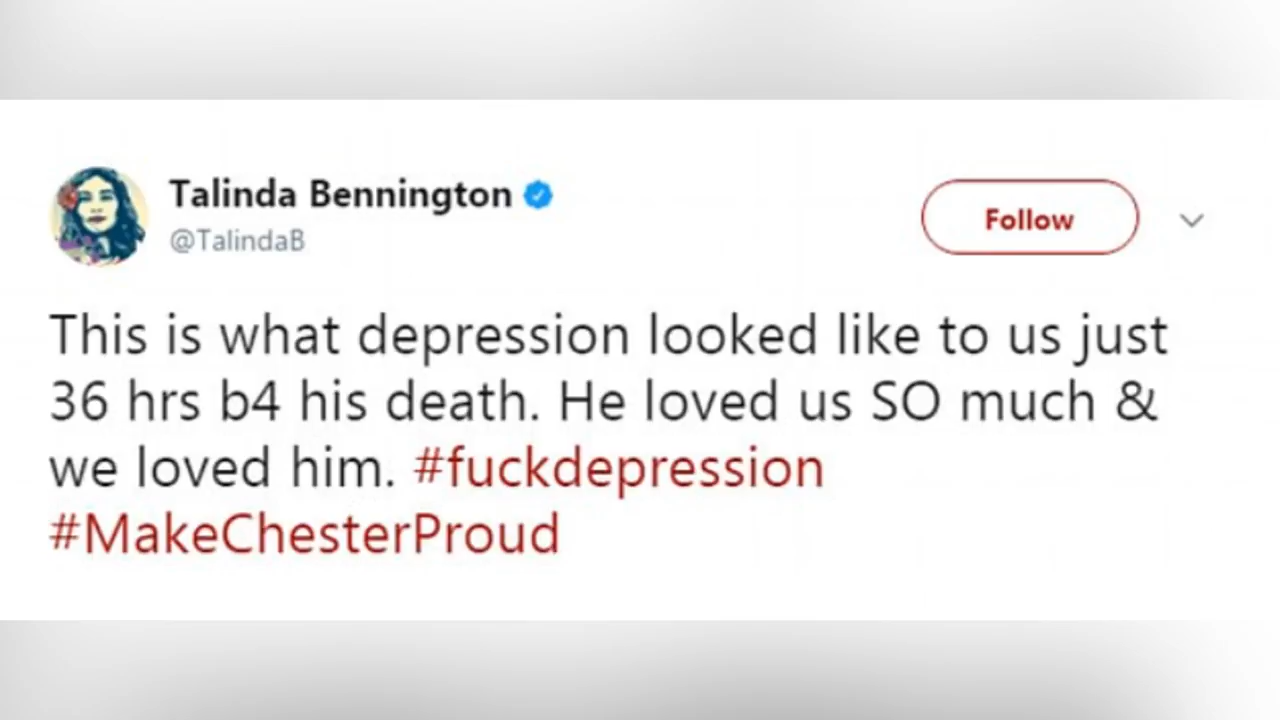 Talinda Bennington
@TalindaB
Follow
This is what depression looked like to us just
36 hrs b4 his death. He loved us SO much &
we loved him. #fuckdepression
#MakeChesterProud